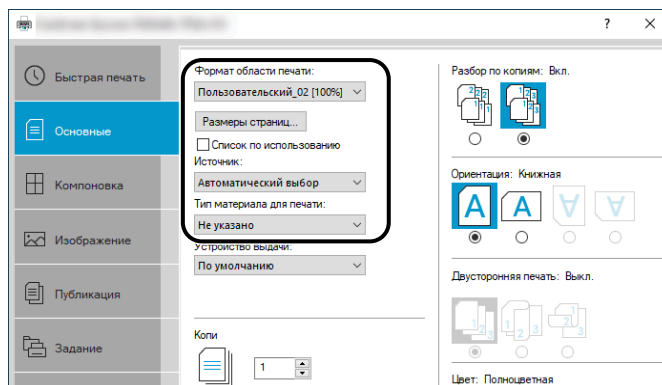 ?
Быстрая печать
Основные
Компоновка
Изображение
Публикация
Задание
Формат области печати:
Пользовательский_02 [100%]
Размеры страниц...
Список по использованию
Источник:
Автоматический выбор
Тип материала для печати:
Не указано
Устройство выдачи:
По умолчанию
Копи
1
Разбор по копиям: Вкл.
Ориентация: Книжная
A A A A
Двусторонняя печать: Выкл.
Цвет: Полноцветная